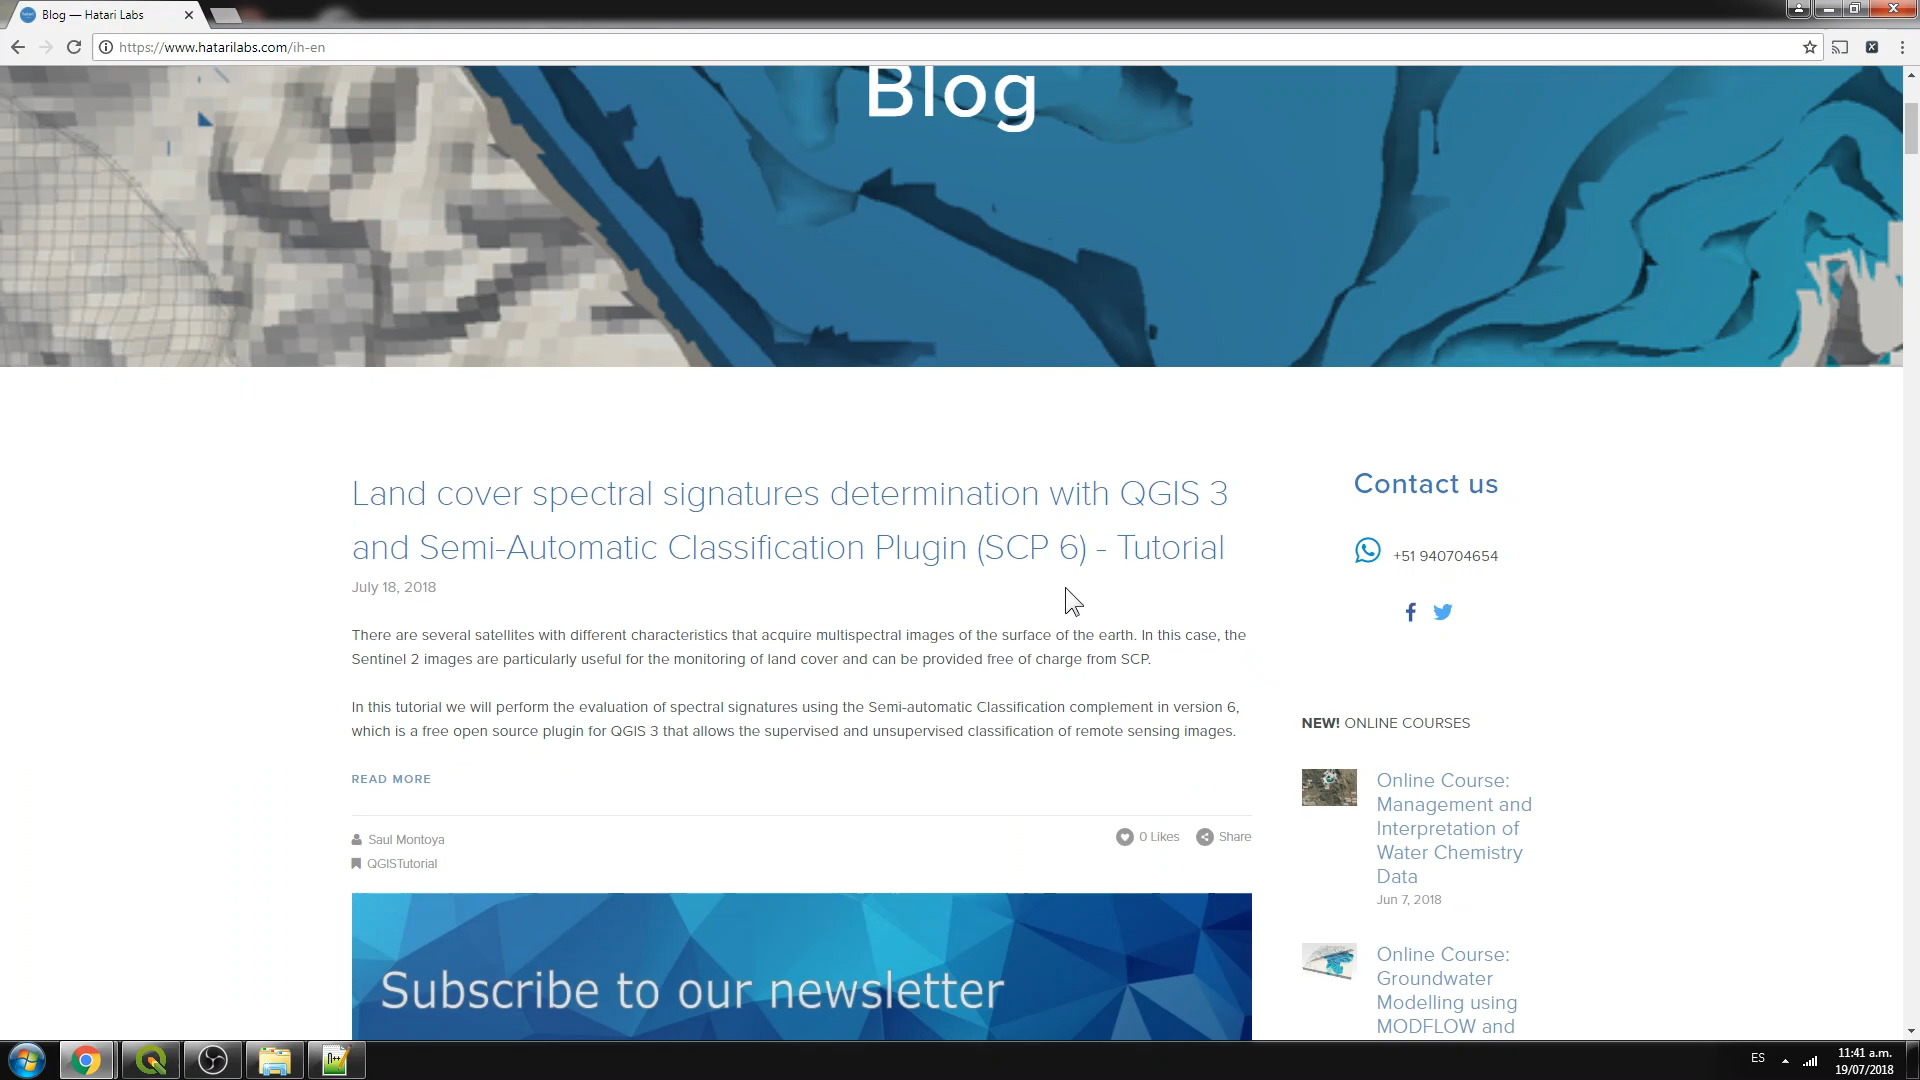 Blog — Hatari Labs
https://www.hatarilabs.com/ih-en
Blog
Land cover spectral signatures determination with QGIS 3
and Semi-Automatic Classification Plugin (SCP 6) - Tutorial
July 18, 2018
There are several satellites with different characteristics that acquire multispectral images of the surface of the earth. In this case, the
Sentinel 2 images are particularly useful for the monitoring of land cover and can be provided free of charge from SCP.
In this tutorial we will perform the evaluation of spectral signatures using the Semi-automatic Classification complement in version 6,
which is a free open source plugin for QGIS 3 that allows the supervised and unsupervised classification of remote sensing images.
READ MORE
Saul Montoya
0 Likes
Share
QGISTutorial
Subscribe to our newsletter
Contact us
+51 940704654
NEW! ONLINE COURSES
Online Course:
Management and
Interpretation of
Water Chemistry
Data
Jun 7, 2018
Online Course:
Groundwater
Modelling using
MODFLOW and
ES
11:41 a.m.
19/07/2018